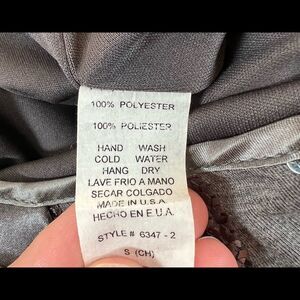 100% POLYESTER
100% POLIESTER
HAND WASH
COLD WATER
HANG DRY
LAVE FRIO A MANO
SECAR COLGADO
MADE IN U.S.A
HECHO EN E.U.A.
STYLE # 6347 - 2
S (CH)